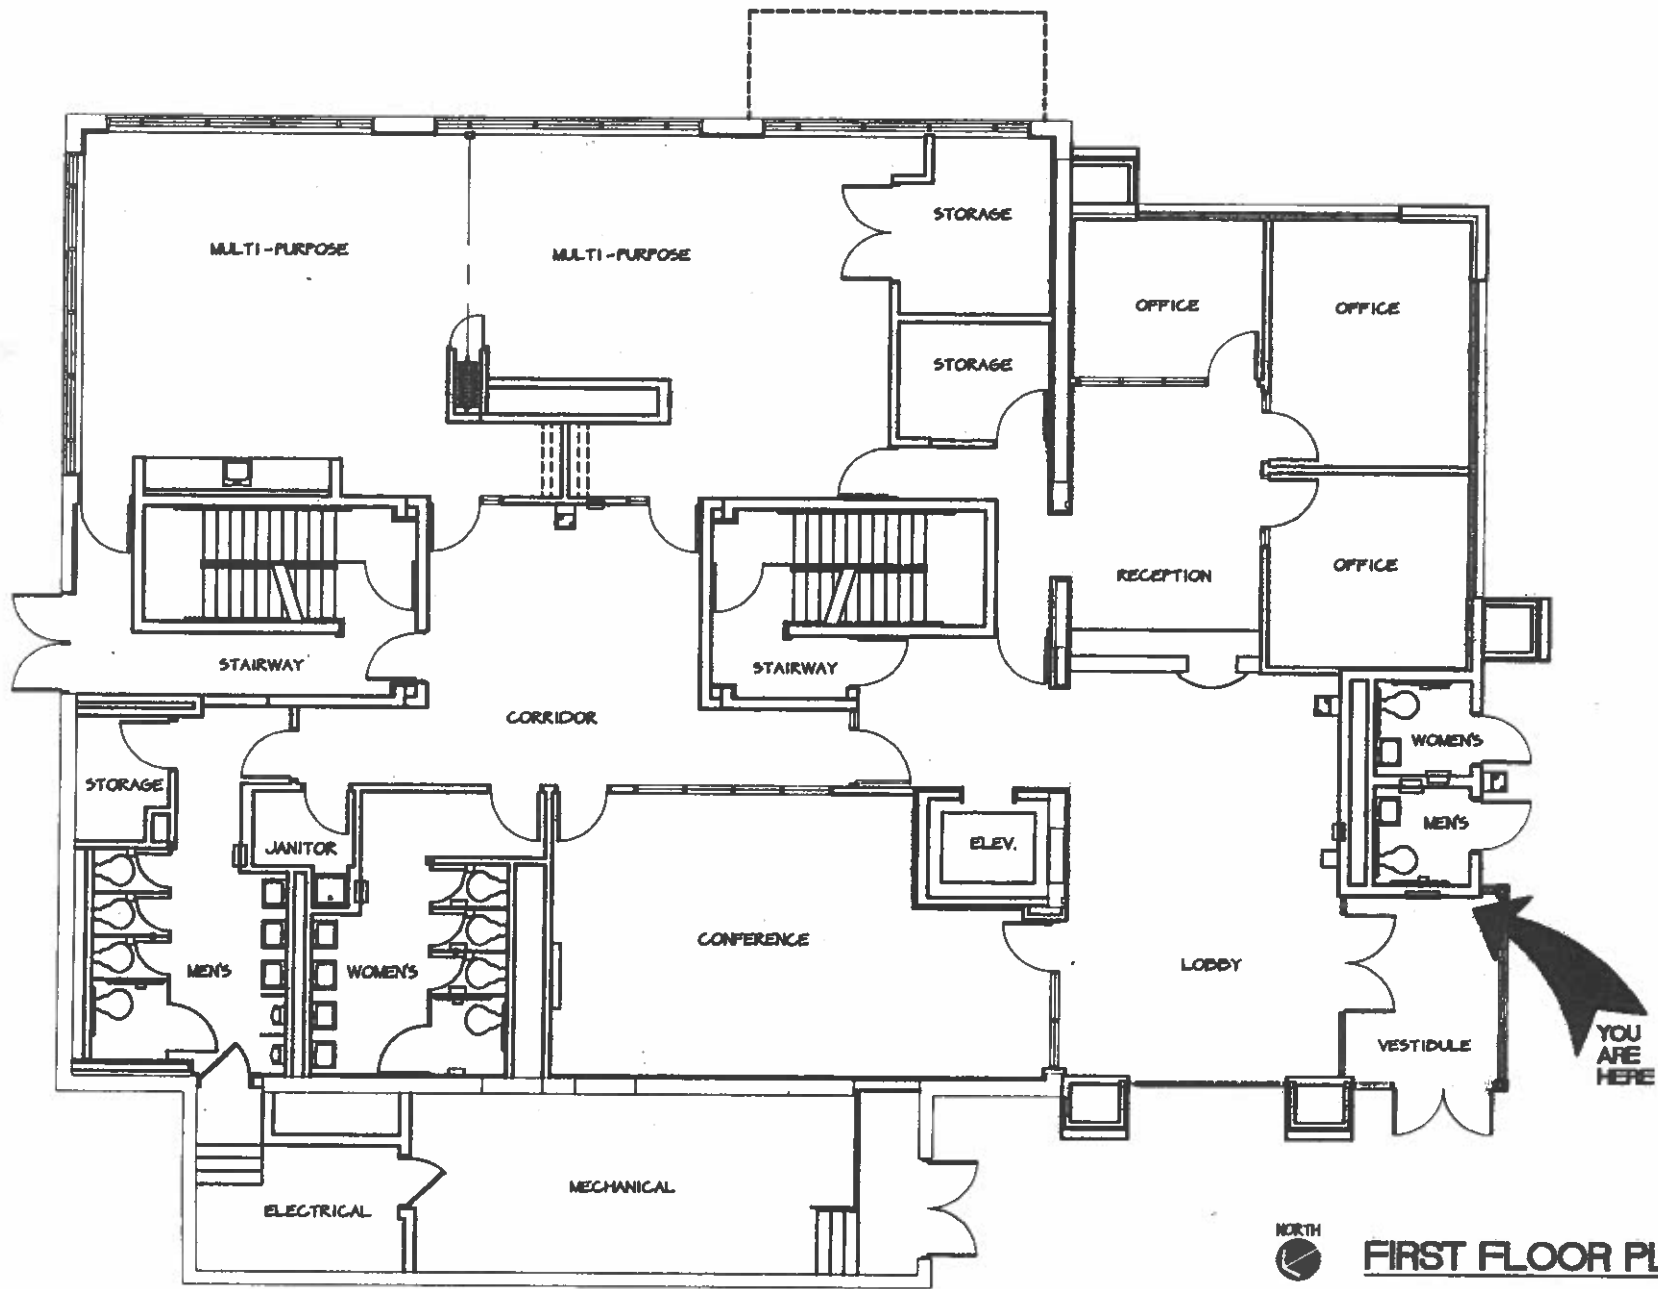 STORAGE
MULTI-PURPOSE
MULTI-PURPOSE
OFFICE
OFFICE
STORAGE
OFFICE
RECEPTION
STAIRWAY
STAIRWAY
CORRIDOR
WOMEN'S
STORAGE
MEN'S
JANITOR
ELEV.
CONFERENCE
LOBBY
MEN'S
WOMEN'S
YOU
ARE
HERE
VESTIBULE
MECHANICAL
ELECTRICAL
NORTH
FIRST FLOOR PL